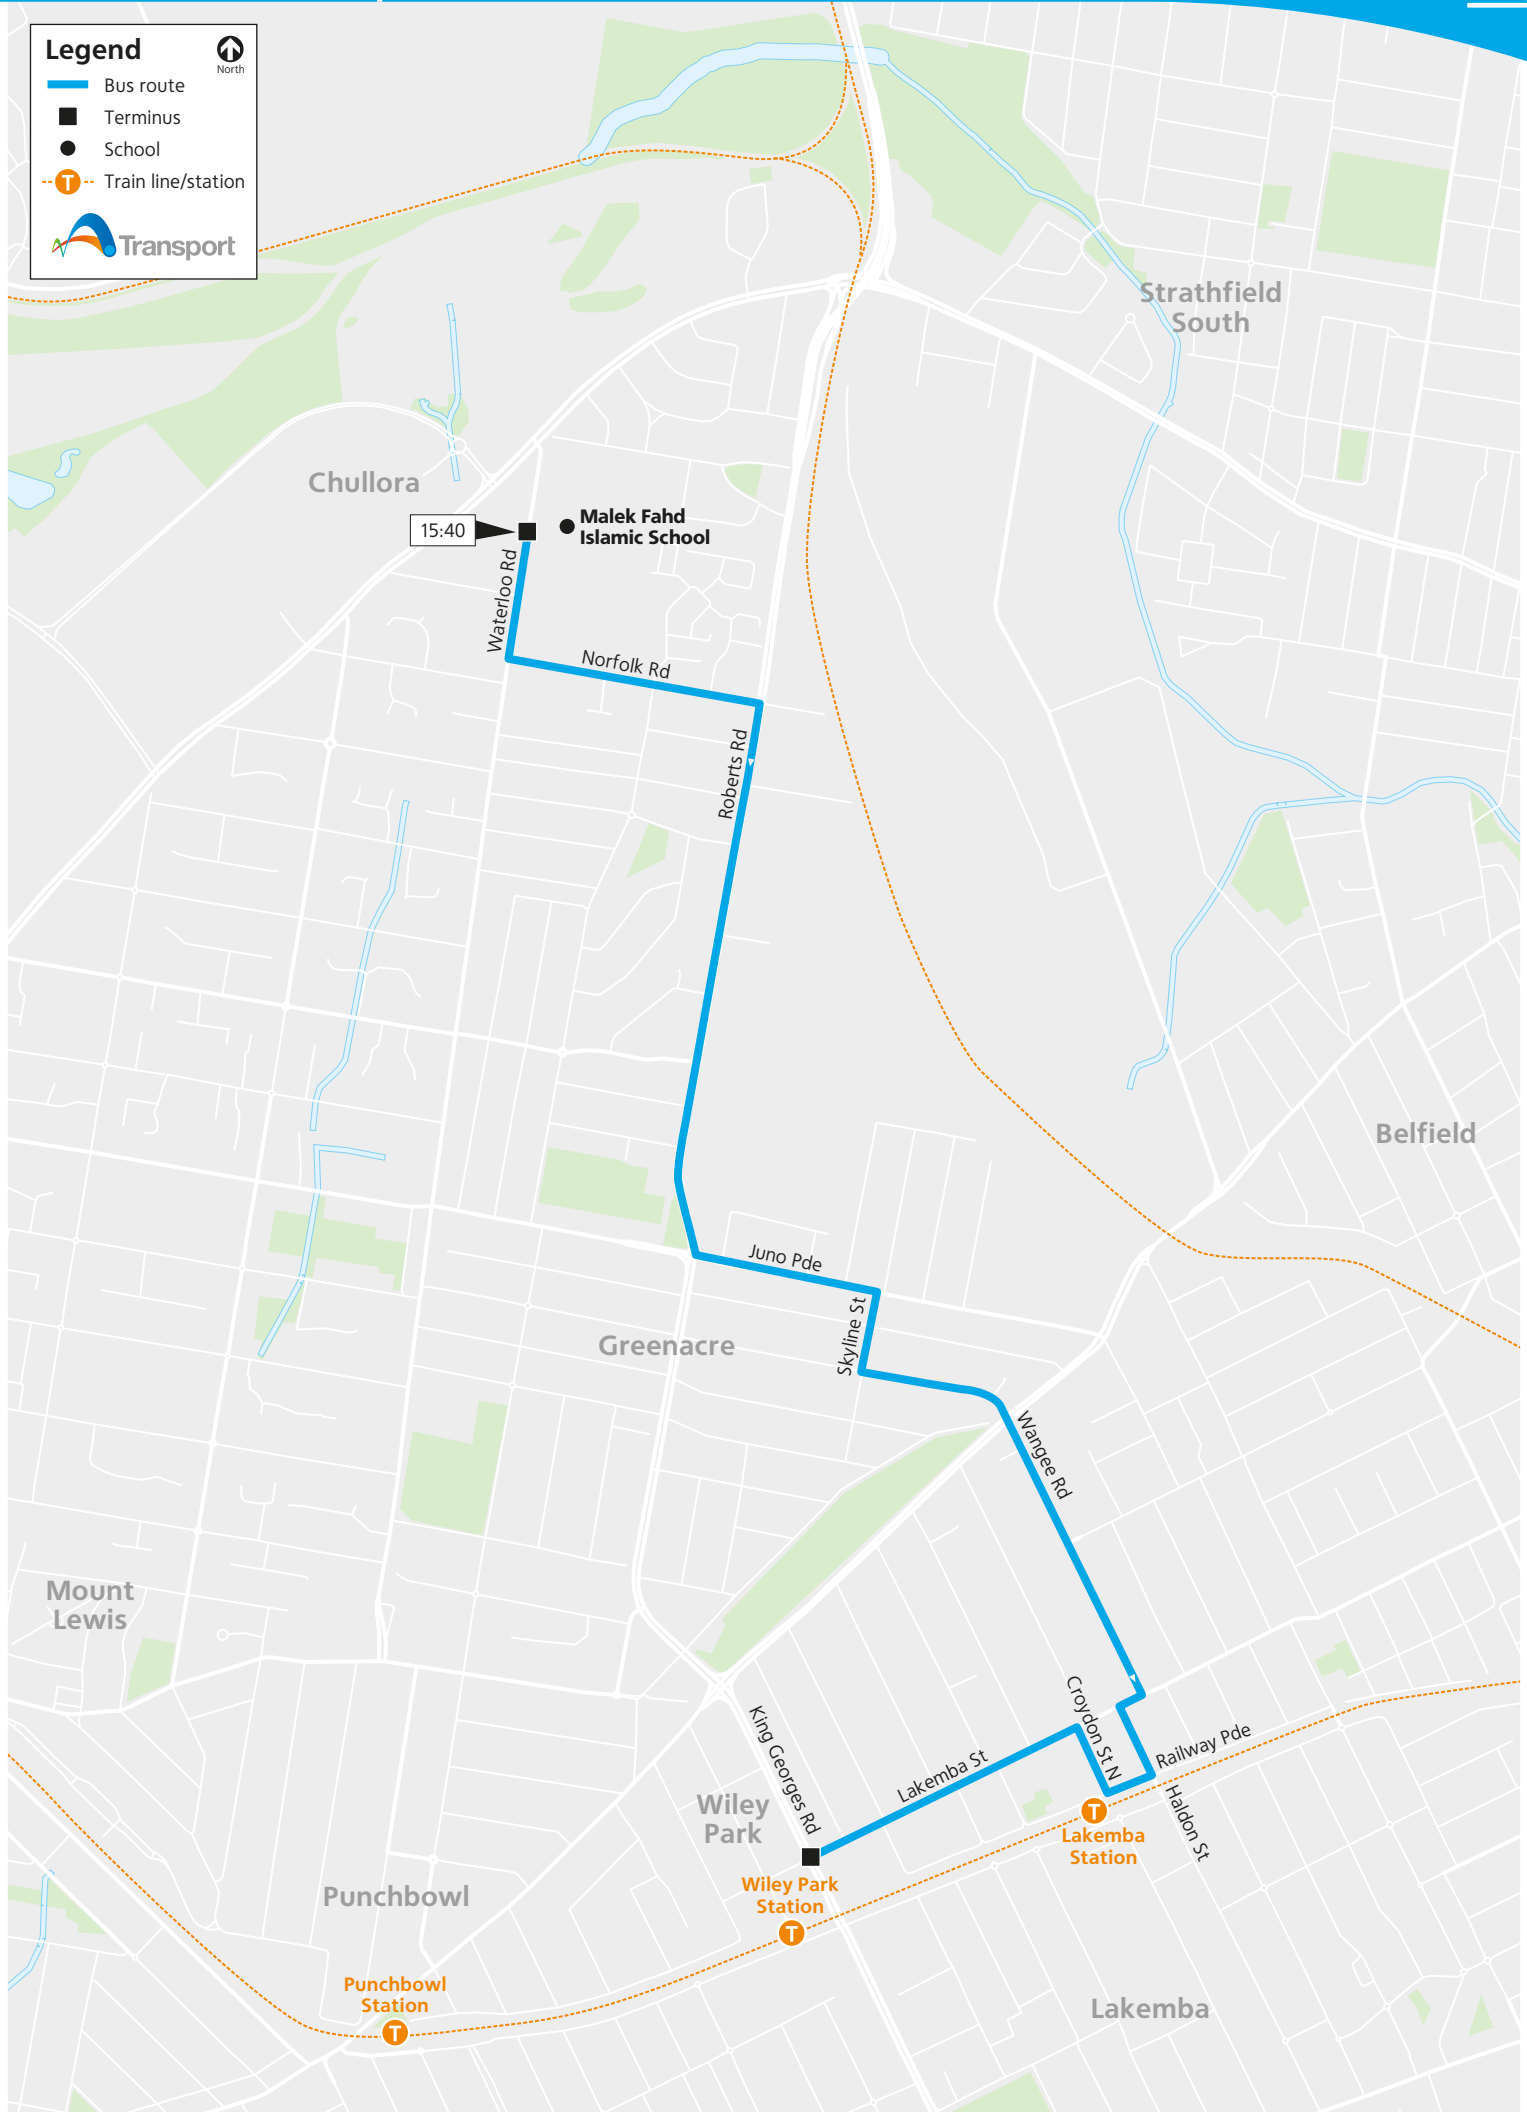 Legend
North
Bus route
Terminus
School
T Train line/station
Transport
Strathfield
South
Chullora
15:40
Malek Fahd
Islamic School
Waterloo Rd
Norfolk Rd
Roberts Rd
Belfield
Juno Pde
Skyline St
Greenacre
Wangee Rd
Mount
Lewis
Croydon St N
King Georges Rd
Railway Pde
Lakemba St
Haldon St
Wiley
Park
T
Lakemba
Station
Wiley Park
Station
T
Punchbowl
Punchbowl
Station
T
Lakemba